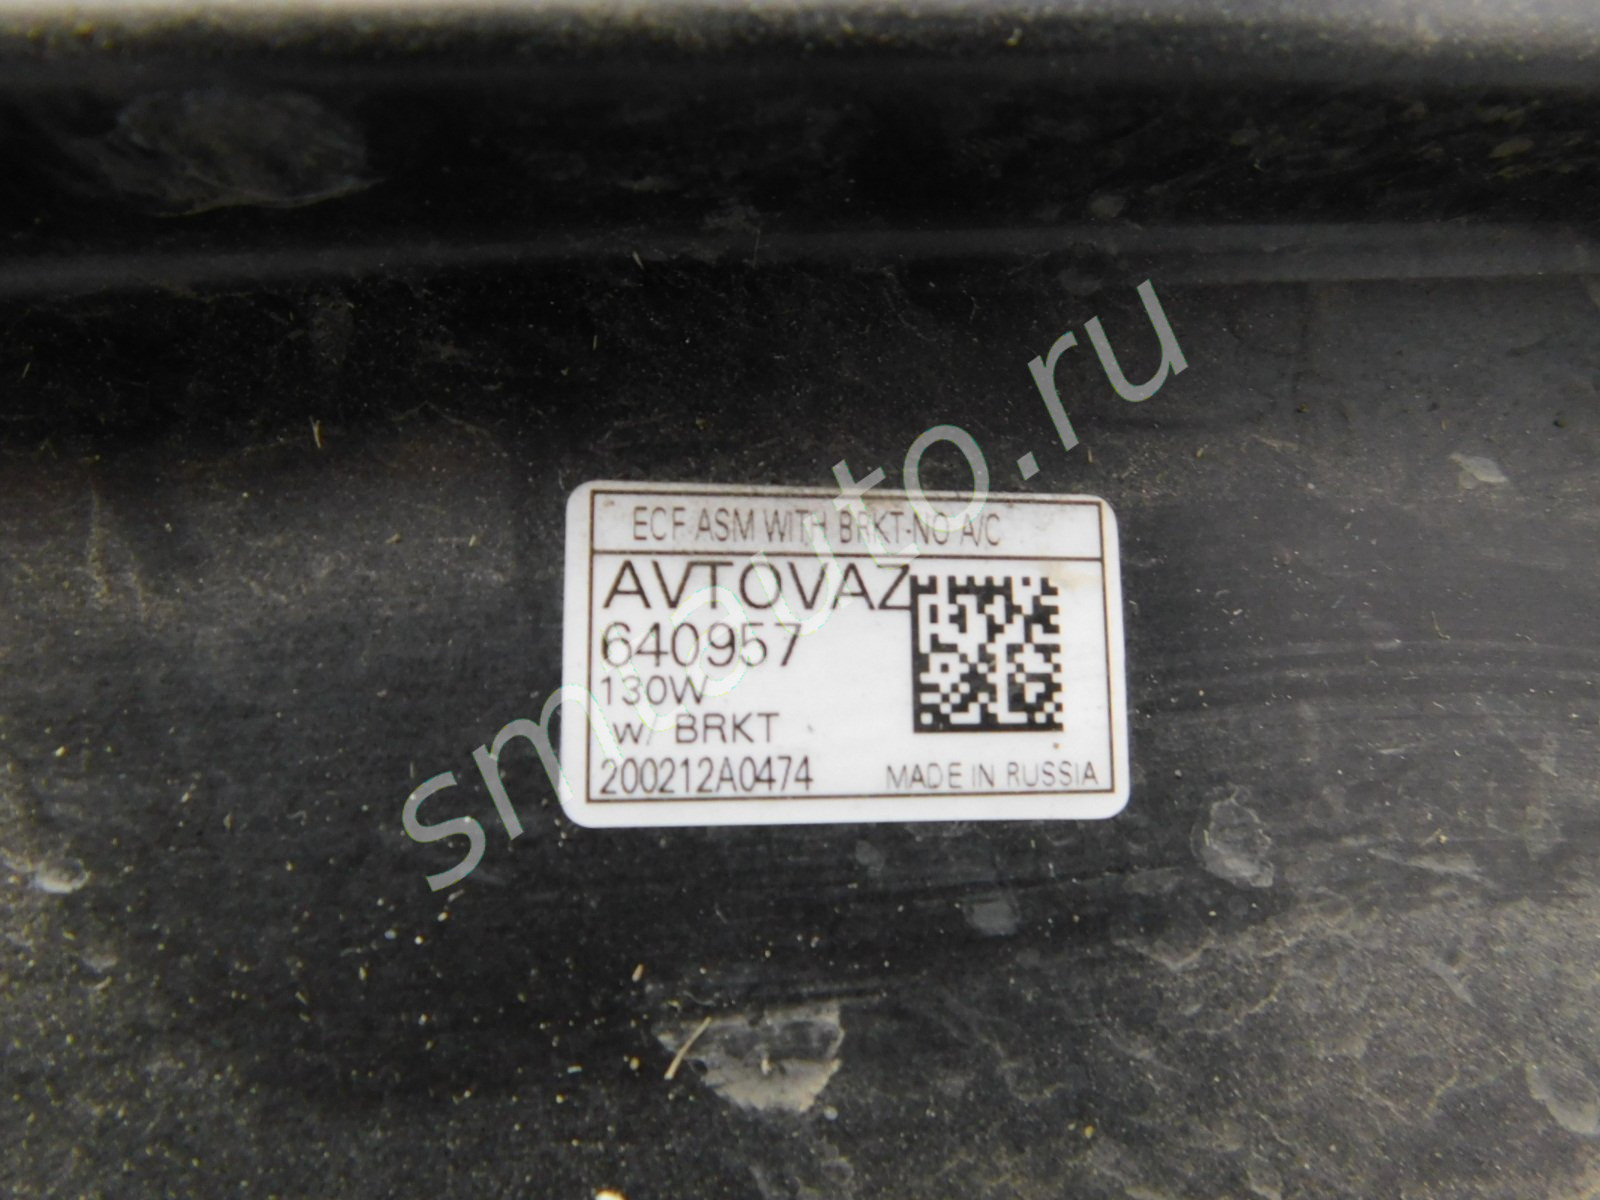 ECF ASM WITH BRKT-NO A/C
AVTOVAZ
640957
130W
w/ BRKT
200212A0474 MADE IN RUSSIA
smauto.ru